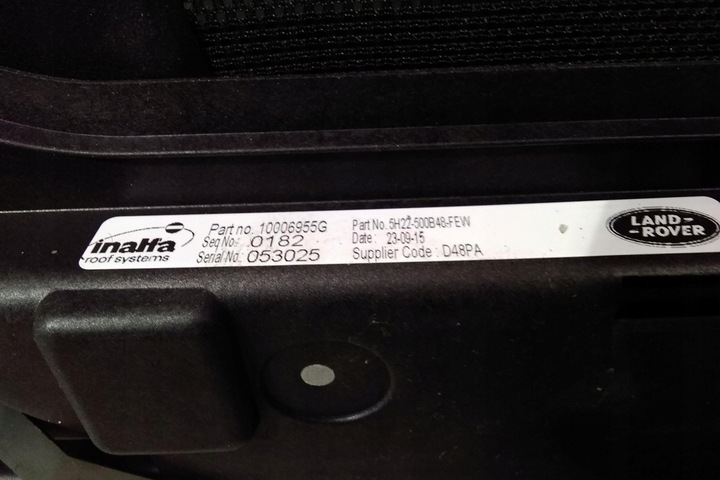 inalfa
roof systems
Part no. 10006955G
Seq No.: 0182
Serial No.: 053025
Part No. 5H22-500B48-FEW
Date : 23-09-15
Supplier Code : D48PA
LAND-
-ROVER